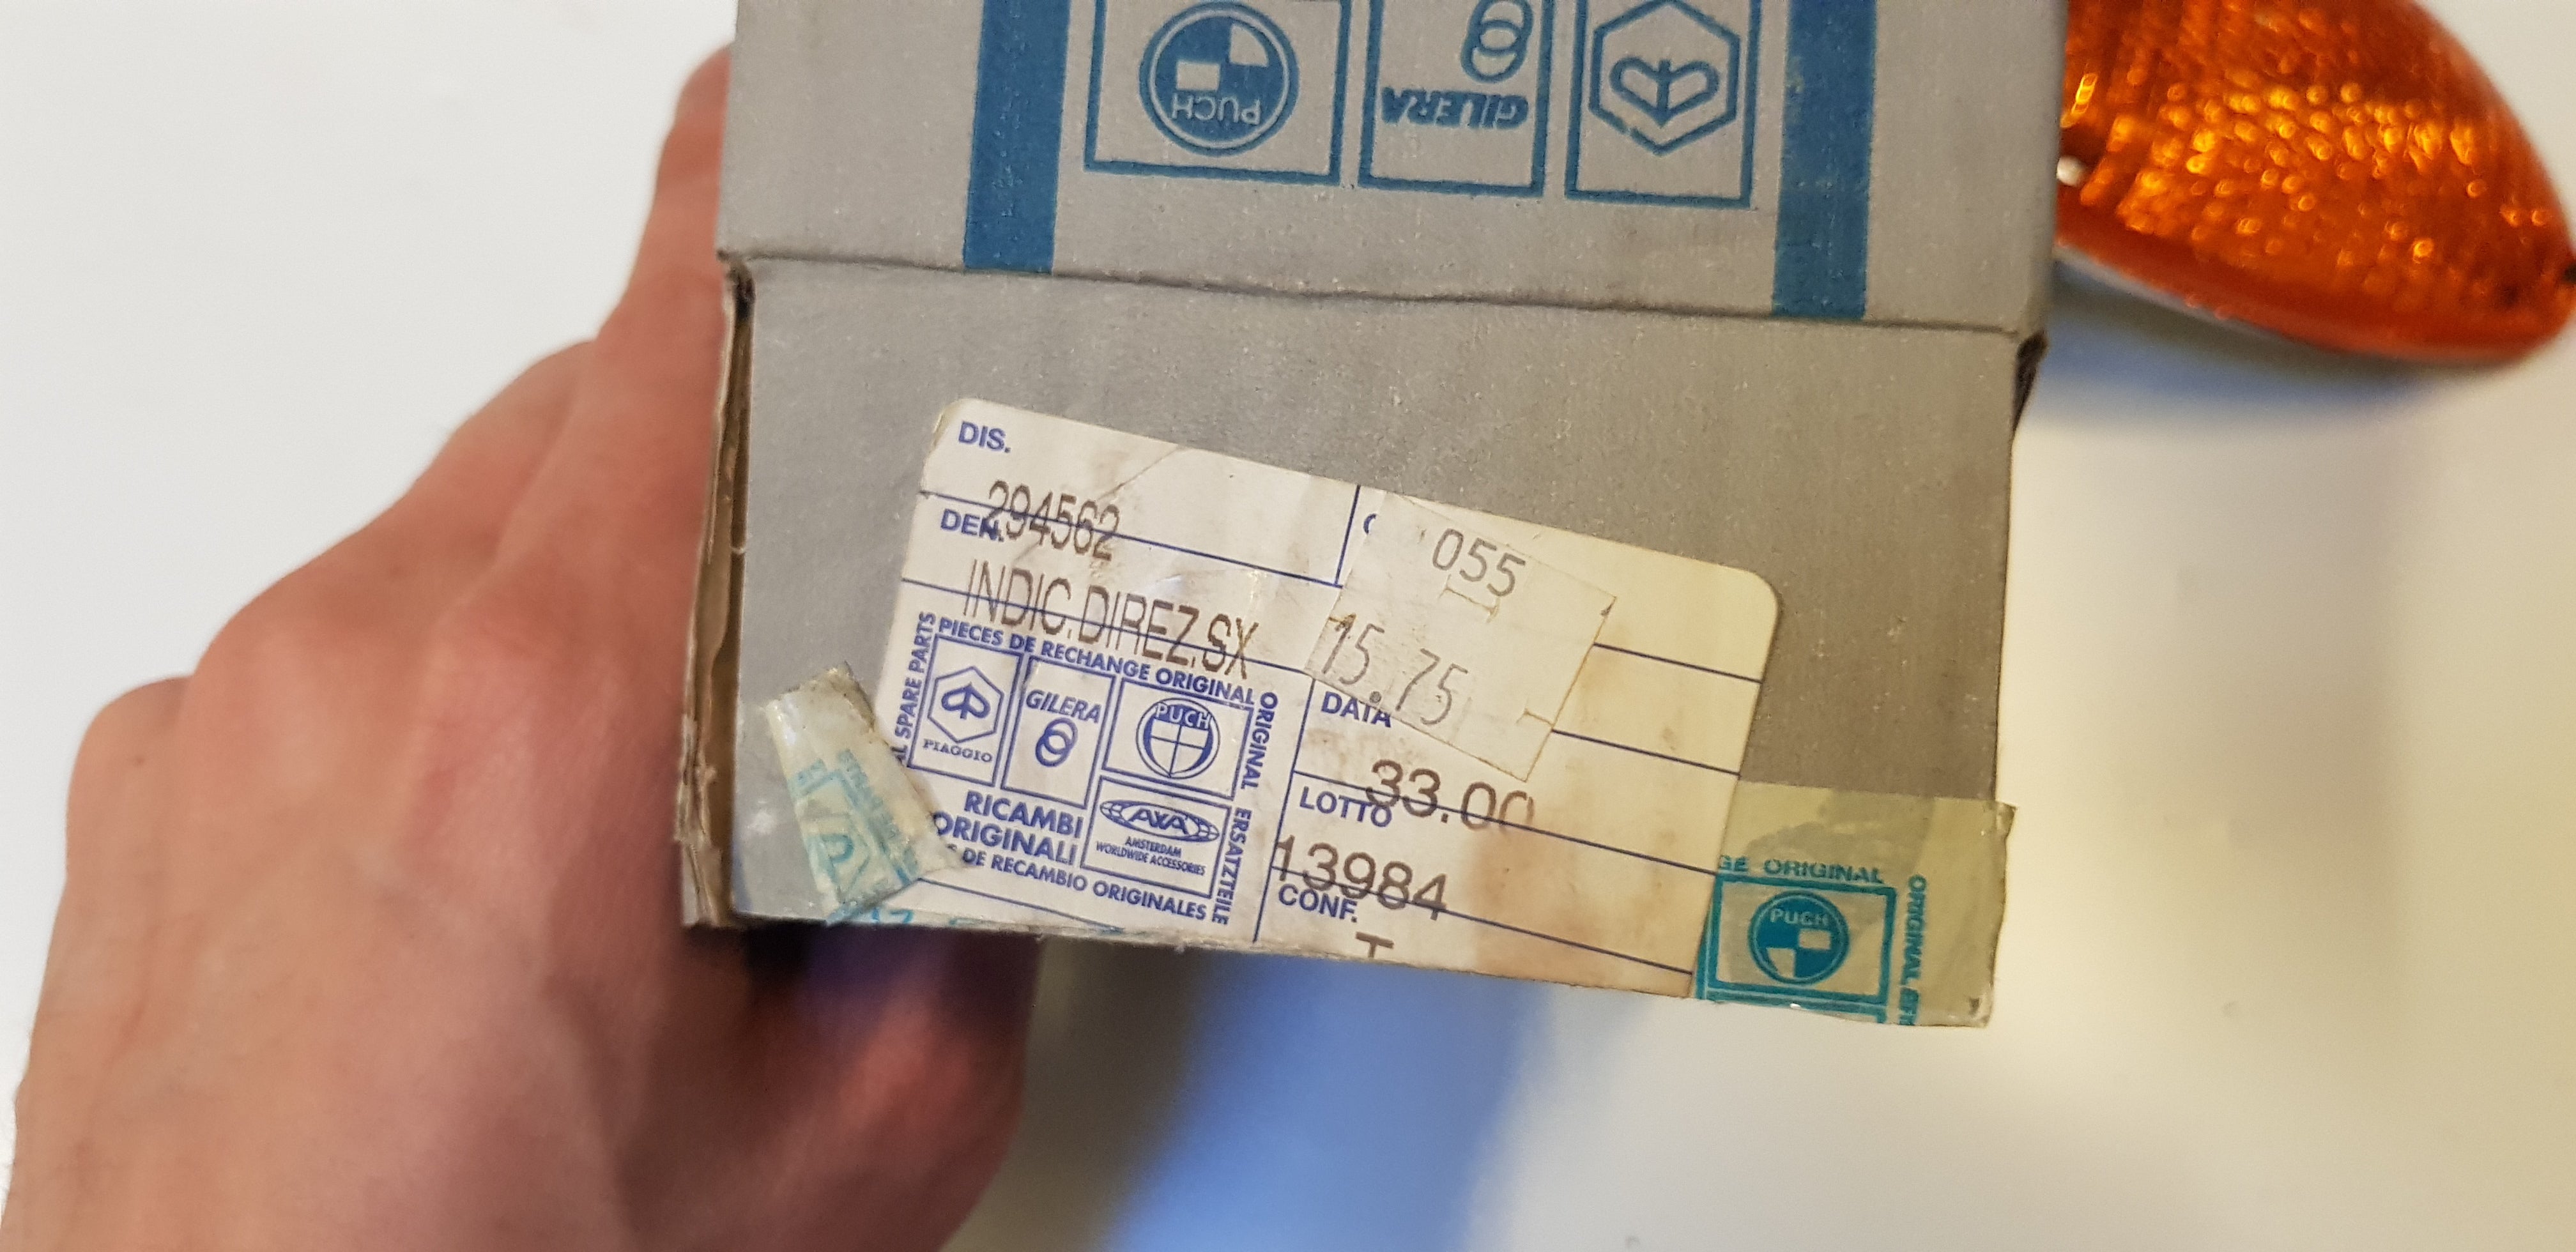 PUCH
GILERA
DIS.
294562
055
DEN.
INDIC.DIREZ.SX
15.75
SPARE PARTS
PIECES DE RECHANGE ORIGINAL
ORIGINAL ERSATZTEILE
PIAGGIO
GILERA
PUCH
AXA
AMSTERDAM
WORLDWIDE ACCESSORIES
RICAMBI
ORIGINALI
DE RECAMBIO ORIGINALES
DATA
33.00
LOTTO
13984
CONF.
T
ORIGINAL
PUCH
ORIGINAL